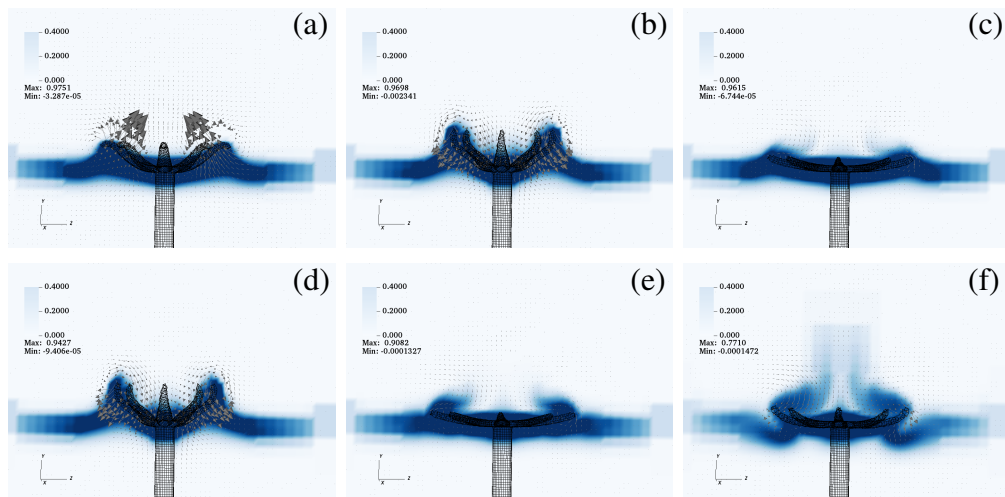 (a)
0.4000
0.2000
0.000
Max: 0.9751
Min: -3.287e-05
Y
X
Z
(b)
0.4000
0.2000
0.000
Max: 0.9698
Min: -0.002341
Y
X
Z
(c)
0.4000
0.2000
0.000
Max: 0.9615
Min: -6.744e-05
Y
X
Z
(d)
0.4000
0.2000
0.000
Max: 0.9427
Min: -9.406e-05
Y
X
Z
(e)
0.4000
0.2000
0.000
Max: 0.9082
Min: -0.0001327
Y
X
Z
(f)
0.4000
0.2000
0.000
Max: 0.7710
Min: -0.0001472
Y
X
Z